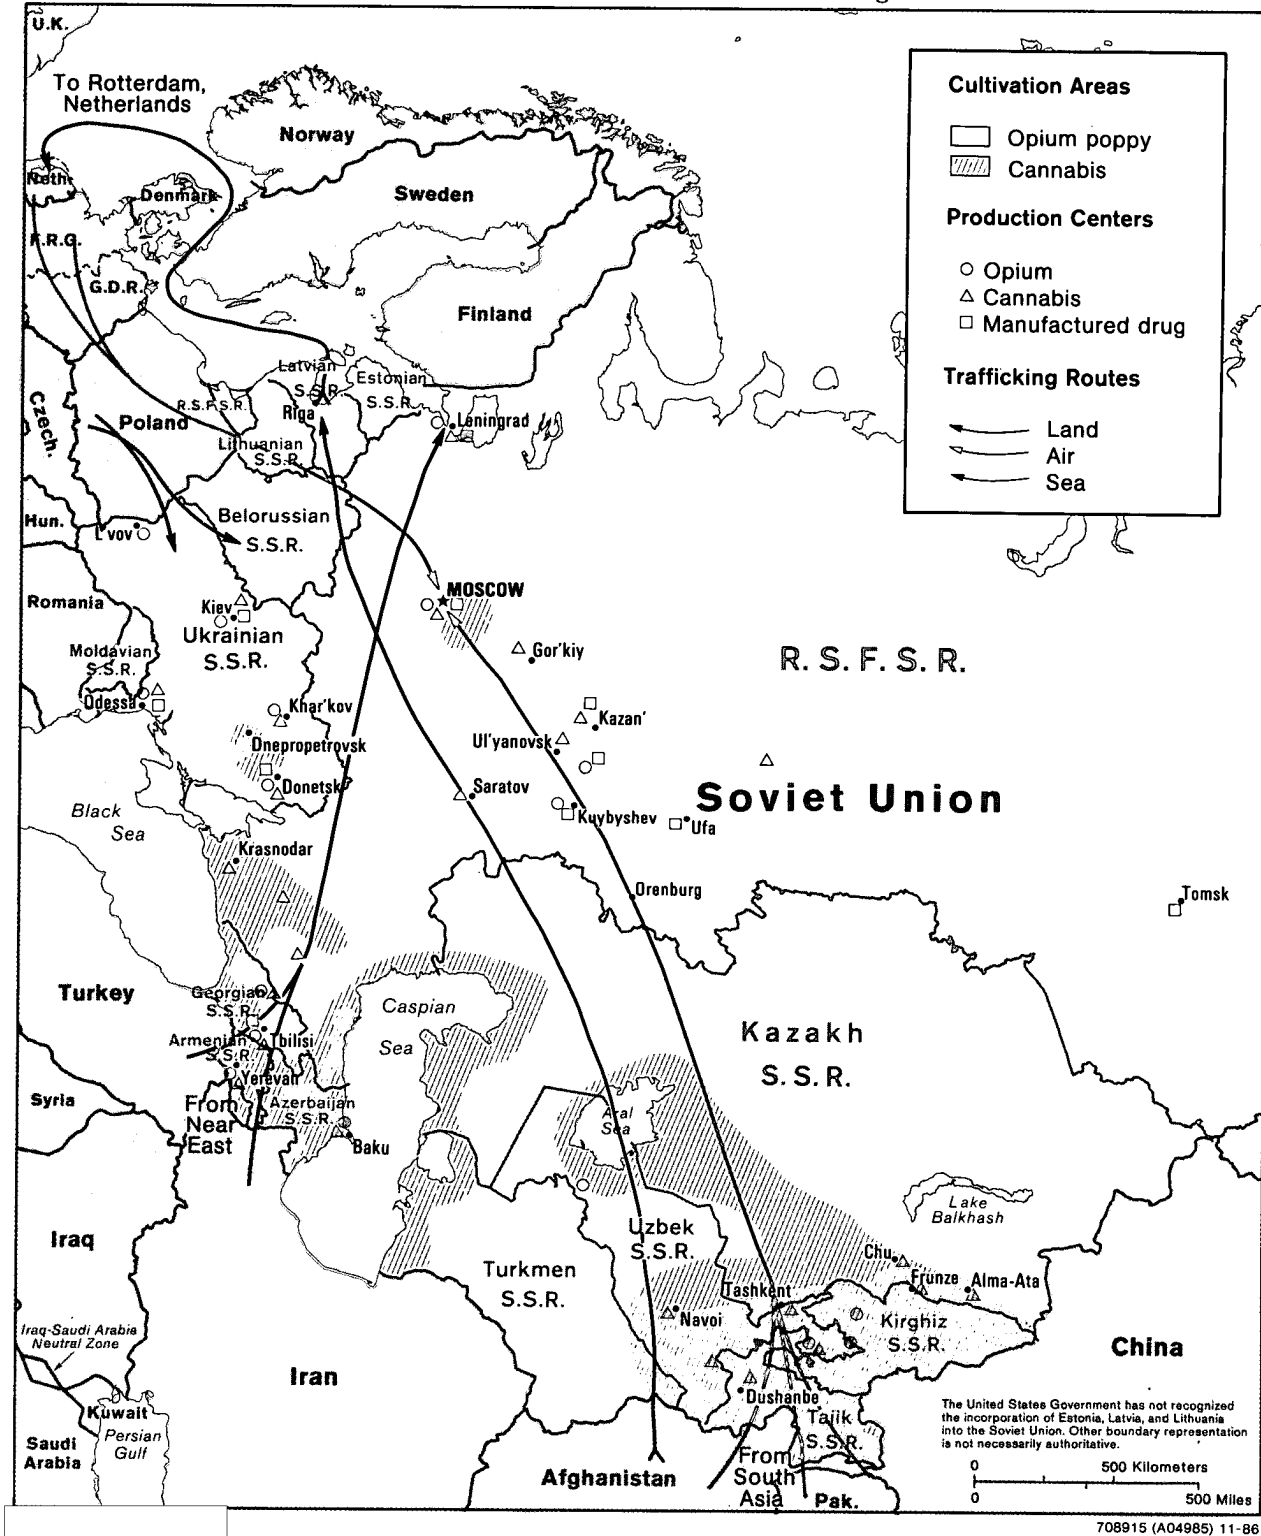 U.K.
To Rotterdam,
Netherlands
Norway
Neth.
Denmark
Sweden
F.R.G.
G.D.R.
Finland
Cultivation Areas
Opium poppy
Cannabis
Production Centers
Opium
Cannabis
Manufactured drug
Trafficking Routes
Land
Air
Sea
Latvian
S.S.R.
Estonian
S.S.R.
R.S.F.S.R.
Riga
Leningrad
Czech.
Poland
Lithuanian
S.S.R.
Hun.
L'vov
Belorussian
S.S.R.
MOSCOW
Romania
Kiev
Ukrainian
S.S.R.
Moldavian
S.S.R.
Gor'kiy
R. S. F. S. R.
Odessa
Khar'kov
Kazan'
Dnepropetrovsk
Ul'yanovsk
Donetsk
Saratov
Soviet Union
Black
Sea
Kuybyshev
Ufa
Krasnodar
Orenburg
Tomsk
Turkey
Georgian
S.S.R.
Caspian
Sea
Kazakh
S.S.R.
Armenian
S.S.R.
Tbilisi
Yerevan
Syria
From
Near
East
Azerbaijan
S.S.R.
Aral
Sea
Baku
Lake
Balkhash
Iraq
Uzbek
S.S.R.
Chu
Turkmen
S.S.R.
Tashkent
Frunze
Alma-Ata
Navoi
Kirghiz
S.S.R.
Iraq-Saudi Arabia
Neutral Zone
Iran
China
Dushanbe
Kuwait
Persian
Gulf
Saudi
Arabia
Tajik
S.S.R.
The United States Government has not recognized
the incorporation of Estonia, Latvia, and Lithuania
into the Soviet Union. Other boundary representation
is not necessarily authoritative.
Afghanistan
From
South
Asia
Pak.
0 500 Kilometers
0 500 Miles
708915 (A04985) 11-86